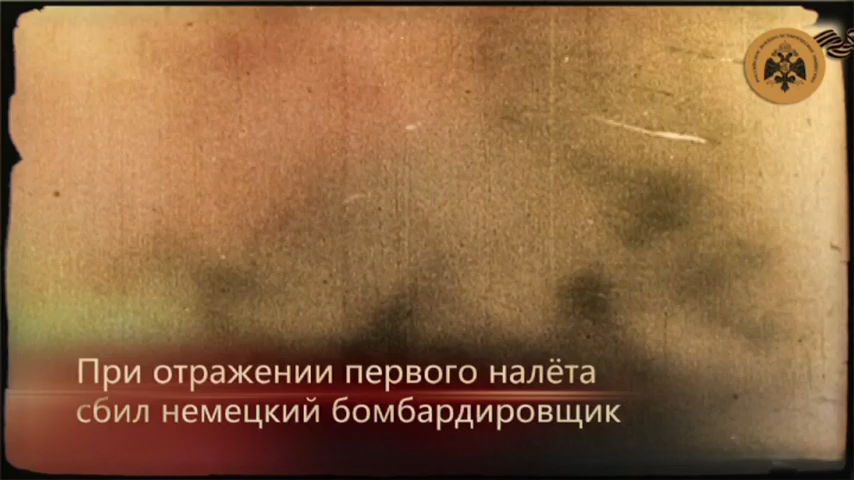 При отражении первого налёта
сбил немецкий бомбардировщик